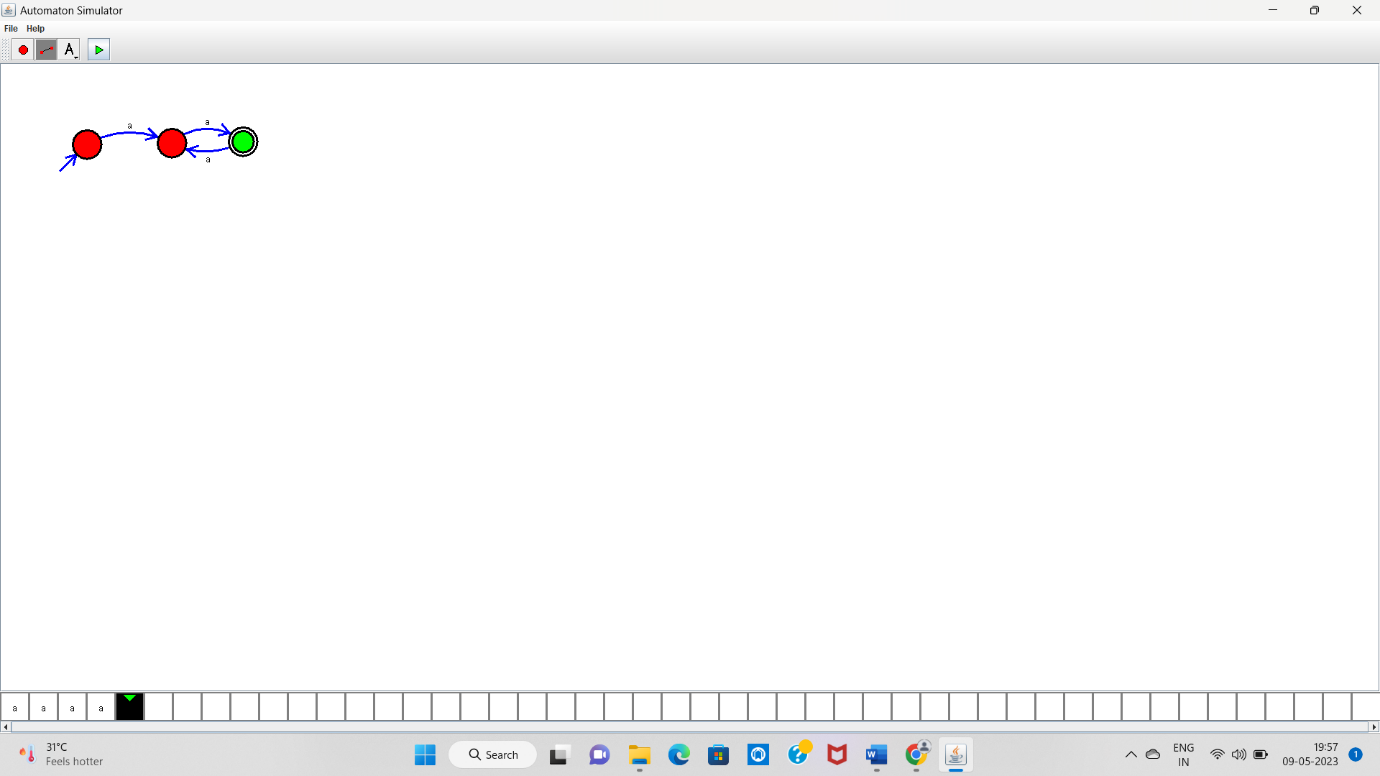 Automaton Simulator
File Help
A
a
a
a
a a a a
31°C
Feels hotter
Search
W
?
W
ENG
IN
19:57
09-05-2023
1